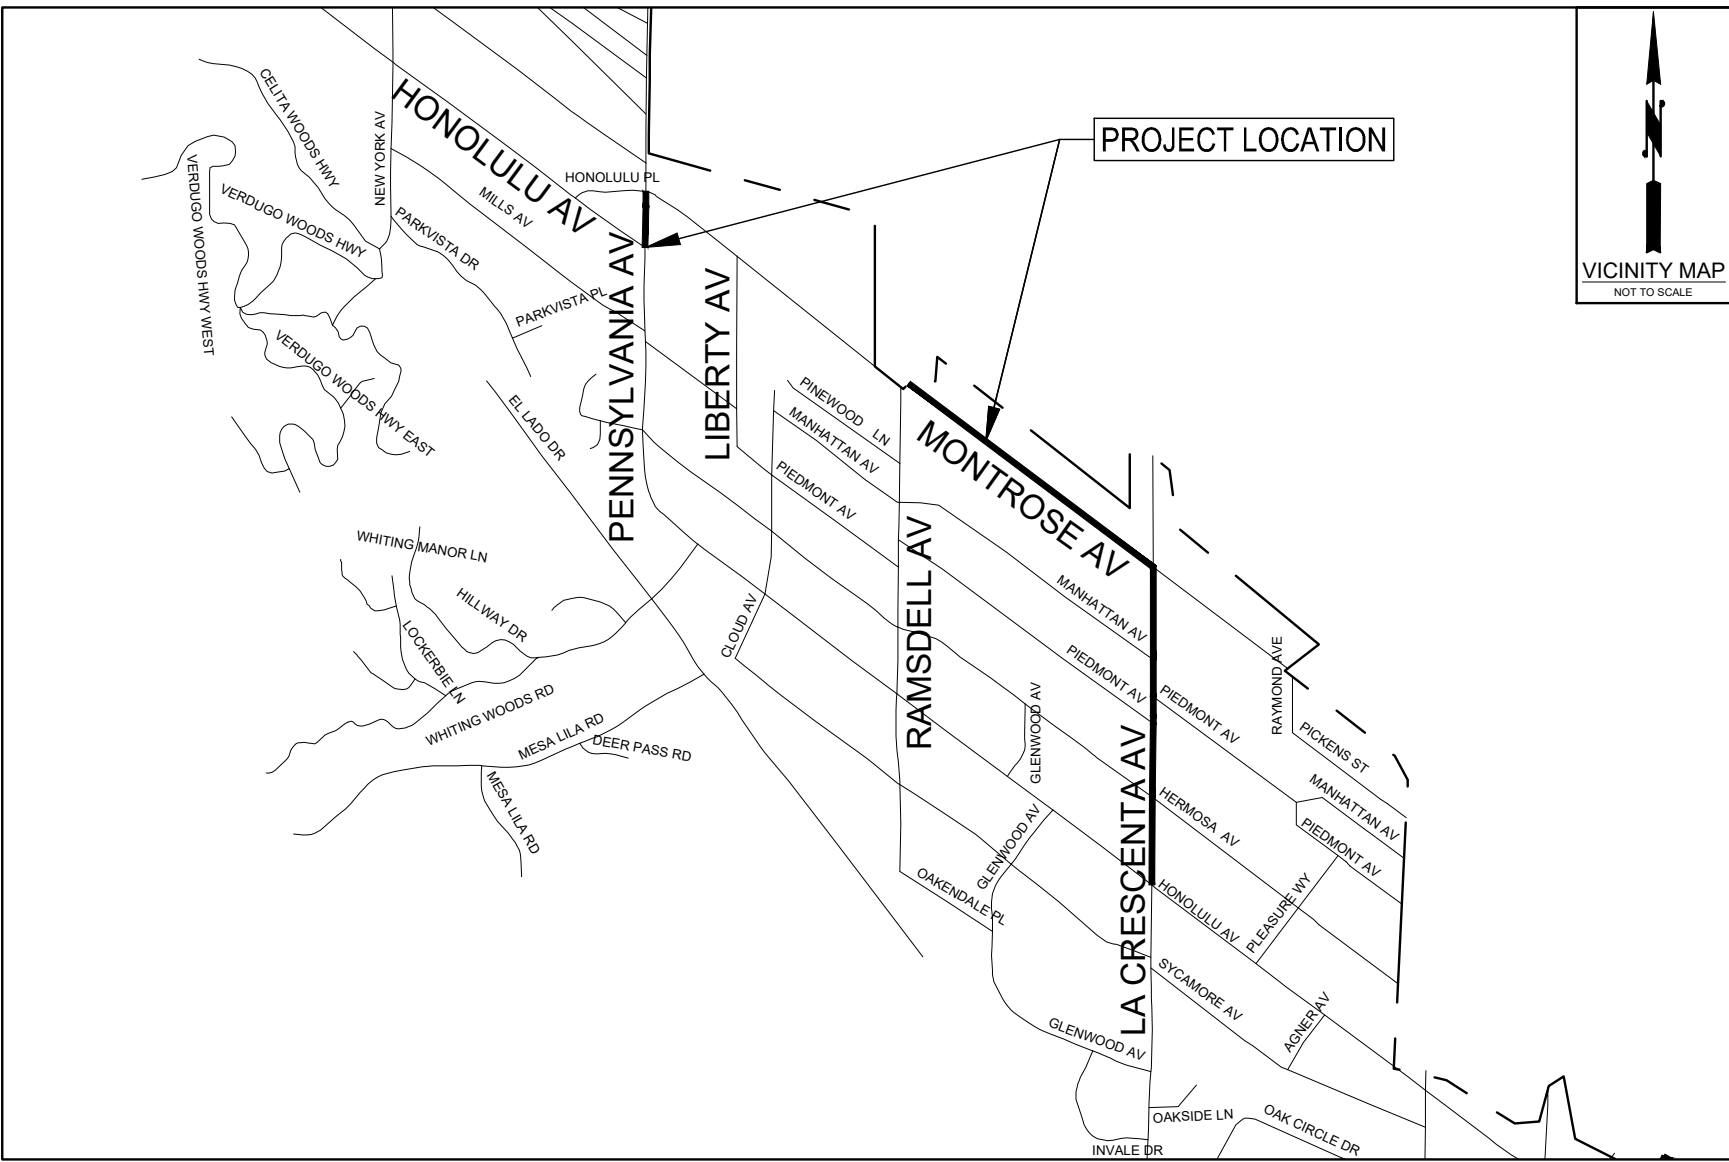 PROJECT LOCATION
N
VICINITY MAP
NOT TO SCALE
CELITA WOODS HWY
NEW YORK AV
HONOLULU AV
HONOLULU PL
MILLS AV
VERDUGO WOODS HWY WEST
VERDUGO WOODS HWY
PARKVISTA DR
PARKVISTA PL
PENNSYLVANIA AV
LIBERTY AV
VERDUGO WOODS HWY EAST
EL LADO DR
PINEWOOD LN
MANHATTAN AV
PIEDMONT AV
MONTROSE AV
RAMSDELL AV
WHITING MANOR LN
HILLWAY DR
LOCKERBIE LN
CLOUD AV
MANHATTAN AV
PIEDMONT AV
PIEDMONT AV
RAYMOND AVE
GLENWOOD AV
WHITING WOODS RD
MESA LILA RD
DEER PASS RD
MESA LILA RD
LA CRESCENTA AV
PICKENS ST
MANHATTAN AV
HERMOSA AV
PIEDMONT AV
GLENWOOD AV
OAKENDALE PL
HONOLULU AV
PLEASURE WY
SYCAMORE AV
AGNER AV
GLENWOOD AV
OAKSIDE LN
OAK CIRCLE DR
INVALE DR